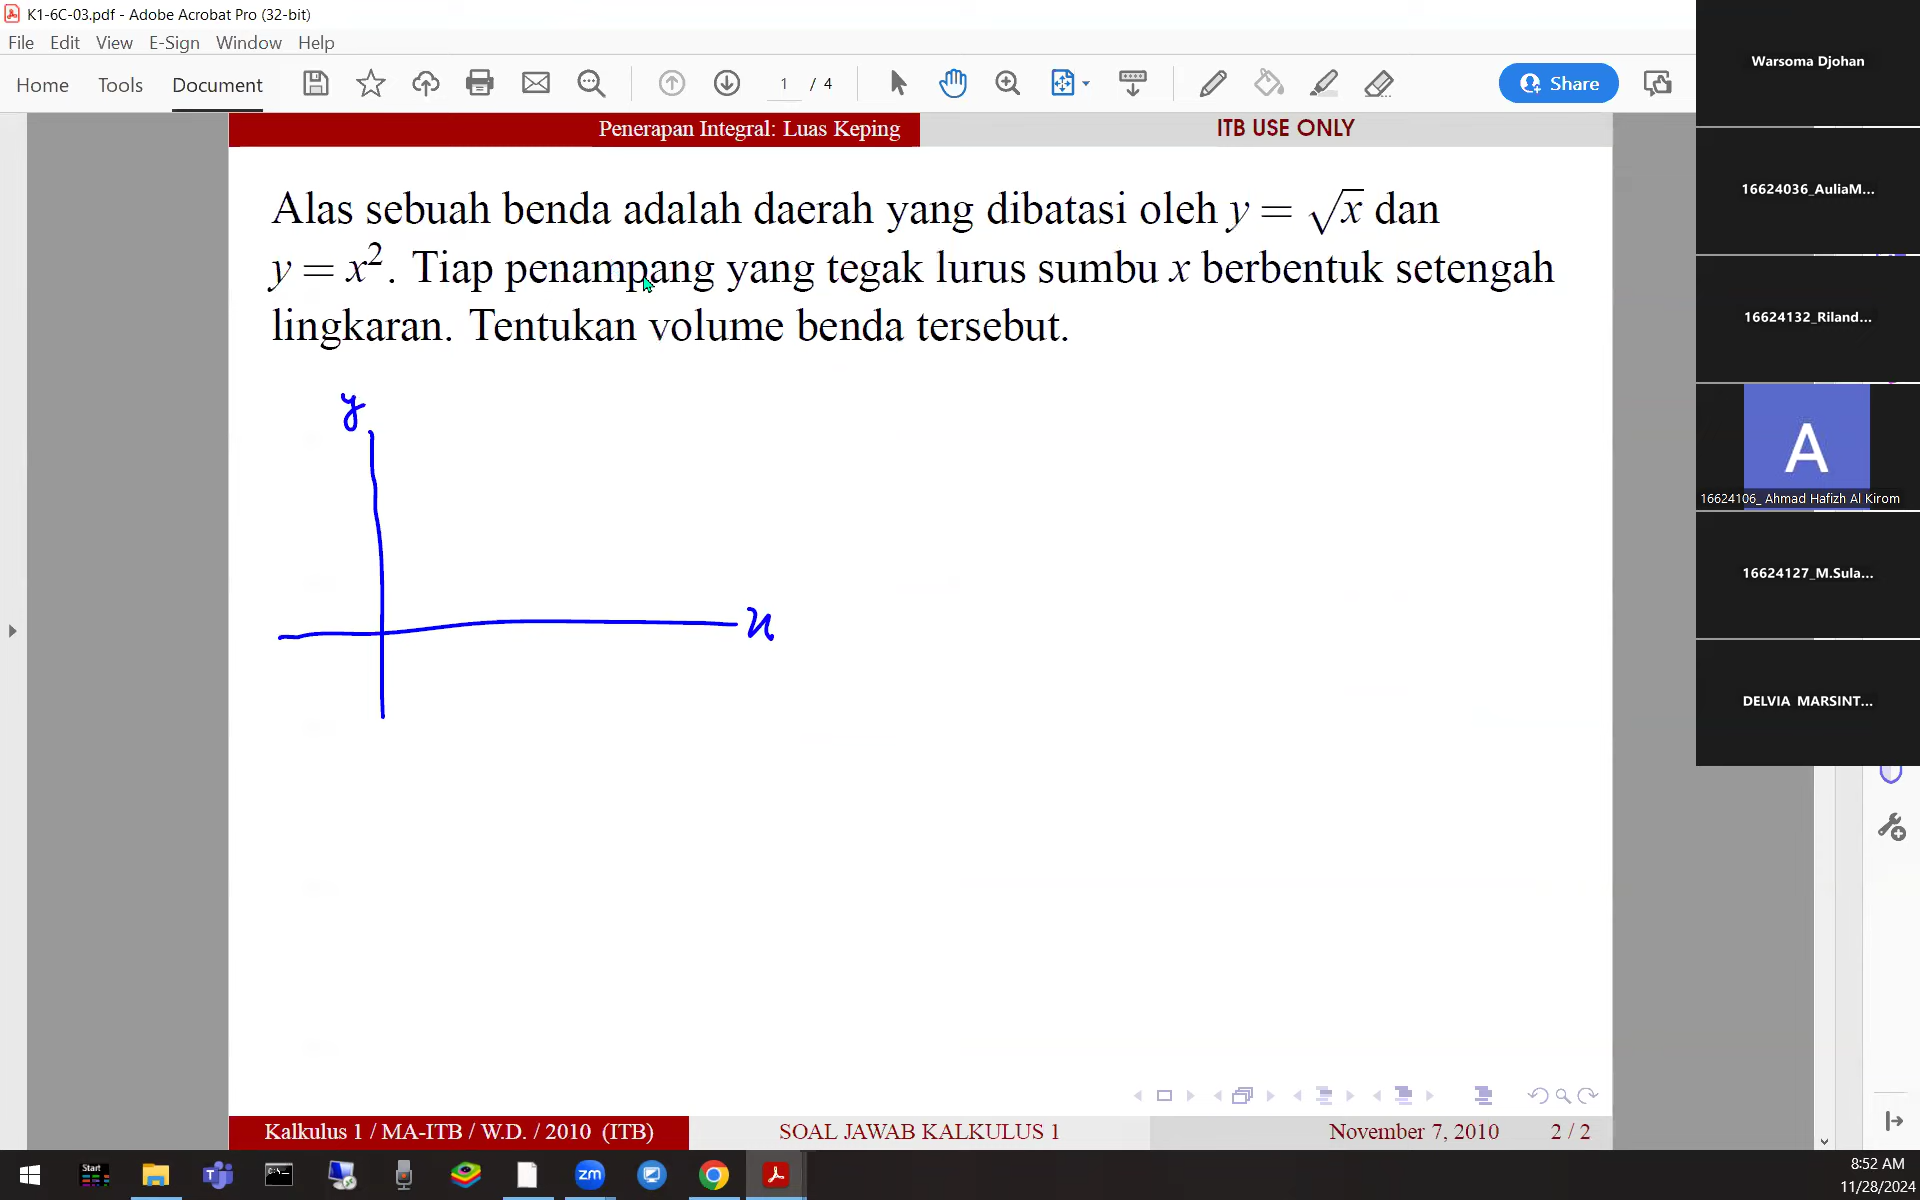 K1-6C-03.pdf - Adobe Acrobat Pro (32-bit)
File Edit View E-Sign Window Help
Home Tools Document 1 / 4 Share
Penerapan Integral: Luas Keping ITB USE ONLY
Alas sebuah benda adalah daerah yang dibatasi oleh y = √x dan
y = x². Tiap penampang yang tegak lurus sumbu x berbentuk setengah
lingkaran. Tentukan volume benda tersebut.
y
x
Kalkulus 1 / MA-ITB / W.D. / 2010 (ITB) SOAL JAWAB KALKULUS 1 November 7, 2010 2 / 2
Warsoma Djohan
16624036_AuliaM...
16624132_Riland...
A
16624106_ Ahmad Hafizh Al Kirom
16624127_M.Sula...
DELVIA MARSINT...
Start
zm
8:52 AM
11/28/2024